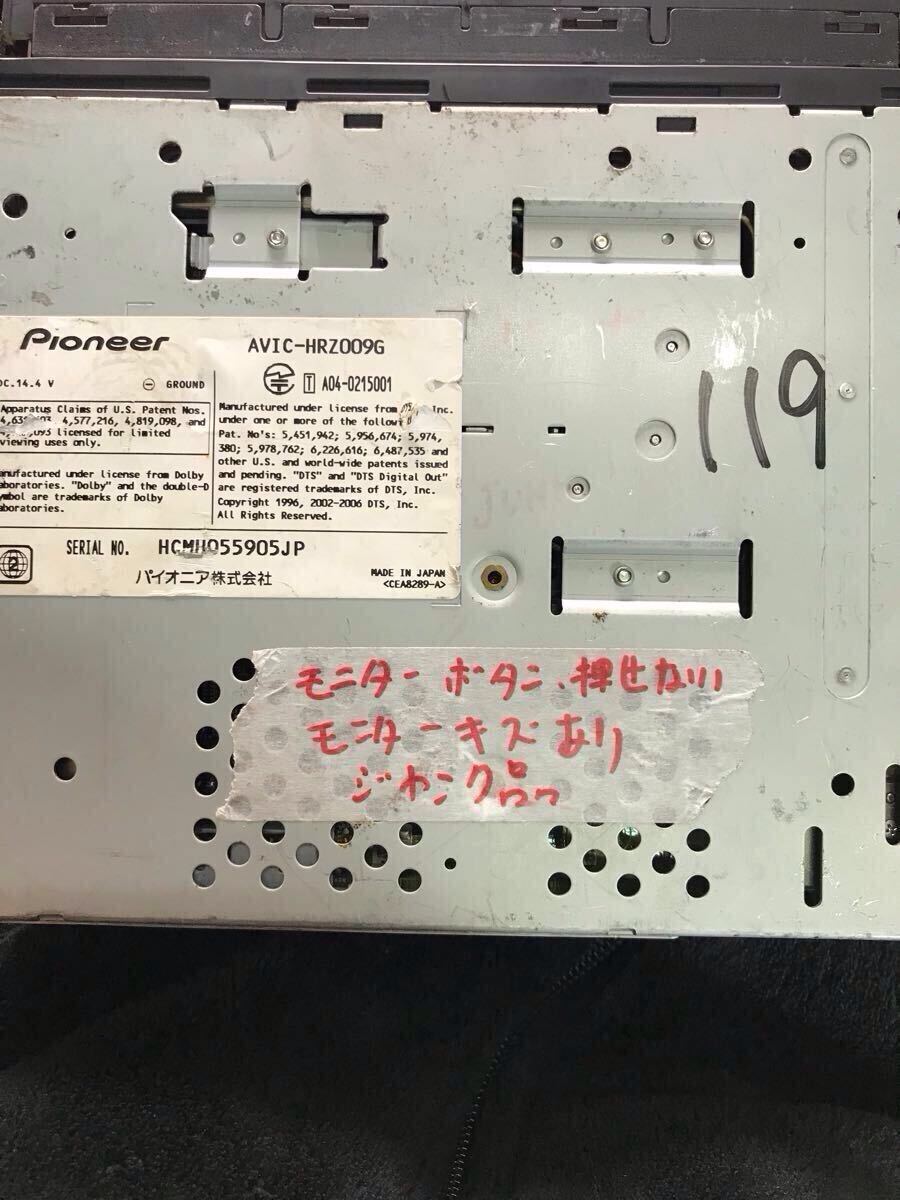 Pioneer
AVIC-HRZ009G
DC.14.4 V
⊖ GROUND
T A04-0215001
Apparatus Claims of U.S. Patent Nos.
4,577,216, 4,819,098, and
licensed for limited
viewing uses only.
Manufactured under license from Inc.
under one or more of the
Pat. No's: 5,451,942; 5,956,674; 5,974,
380; 5,978,762; 6,226,616; 6,487,535 and
other U.S. and world-wide patents issued
and pending. "DTS" and "DTS Digital Out"
are registered trademarks of DTS, Inc.
Copyright 1996, 2002-2006 DTS, Inc.
All Rights Reserved.
anufactured under license from Dolby
aboratories. "Dolby" and the double-D
ymbol are trademarks of Dolby
aboratories.
2
SERIAL NO. HCMH055905JP
パイオニア株式会社
MADE IN JAPAN
<CEA8289-A>
119
モニターボタン、押せない
モニターキズあり
ジャンク品